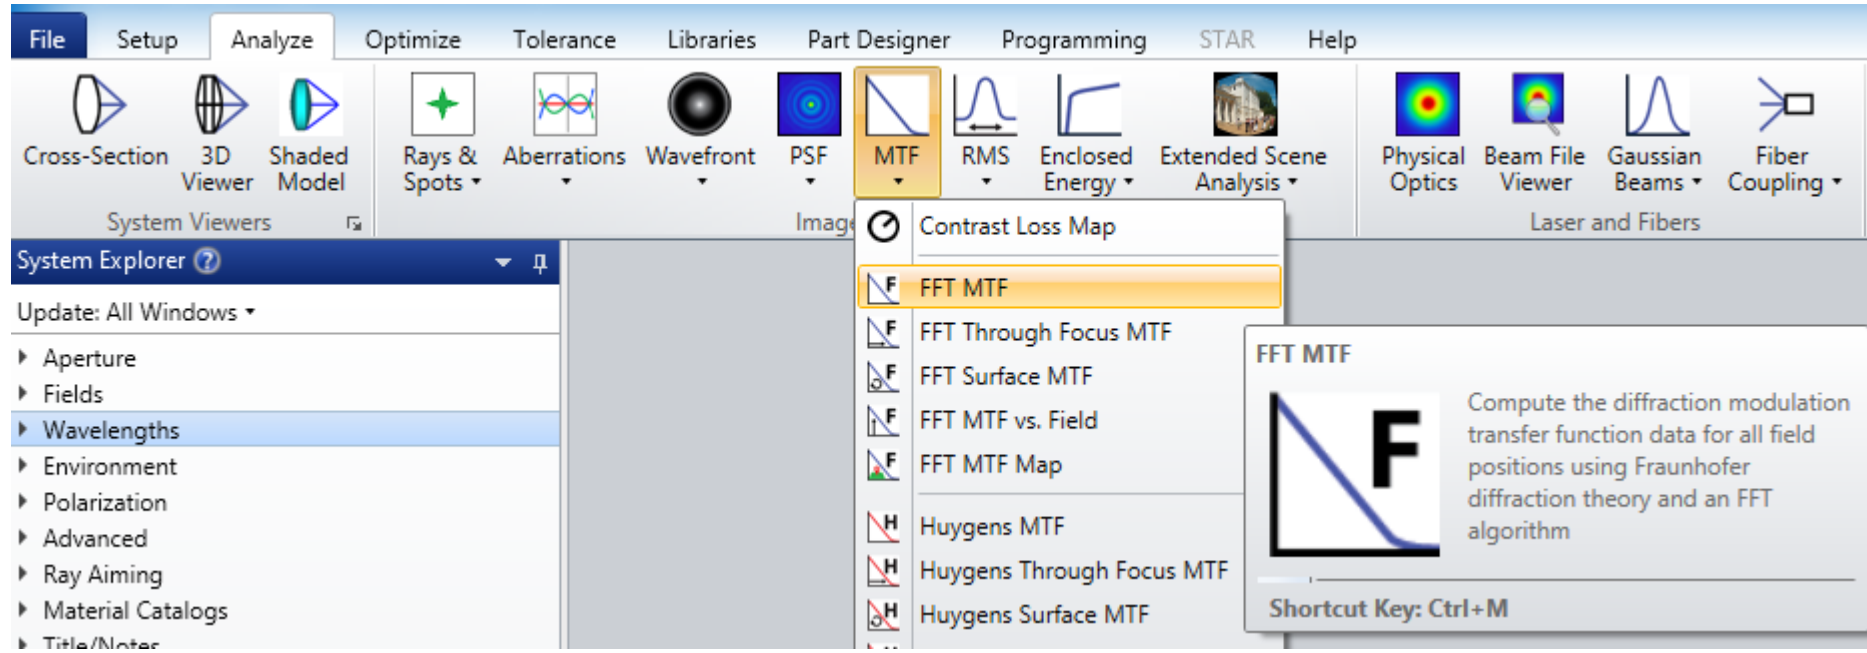 File Setup Analyze Optimize Tolerance Libraries Part Designer Programming STAR Help
Cross-Section 3D Viewer Shaded Model Rays & Spots Aberrations Wavefront PSF MTF RMS Enclosed Energy Extended Scene Analysis Physical Optics Beam File Viewer Gaussian Beams Fiber Coupling
System Viewers Laser and Fibers
System Explorer ?
Update: All Windows
Aperture
Fields
Wavelengths
Environment
Polarization
Advanced
Ray Aiming
Material Catalogs
Title/Notes
Contrast Loss Map
F FFT MTF
F FFT Through Focus MTF
F FFT Surface MTF
F FFT MTF vs. Field
F FFT MTF Map
H Huygens MTF
H Huygens Through Focus MTF
H Huygens Surface MTF
FFT MTF
F
Compute the diffraction modulation
transfer function data for all field
positions using Fraunhofer
diffraction theory and an FFT
algorithm
Shortcut Key: Ctrl+M